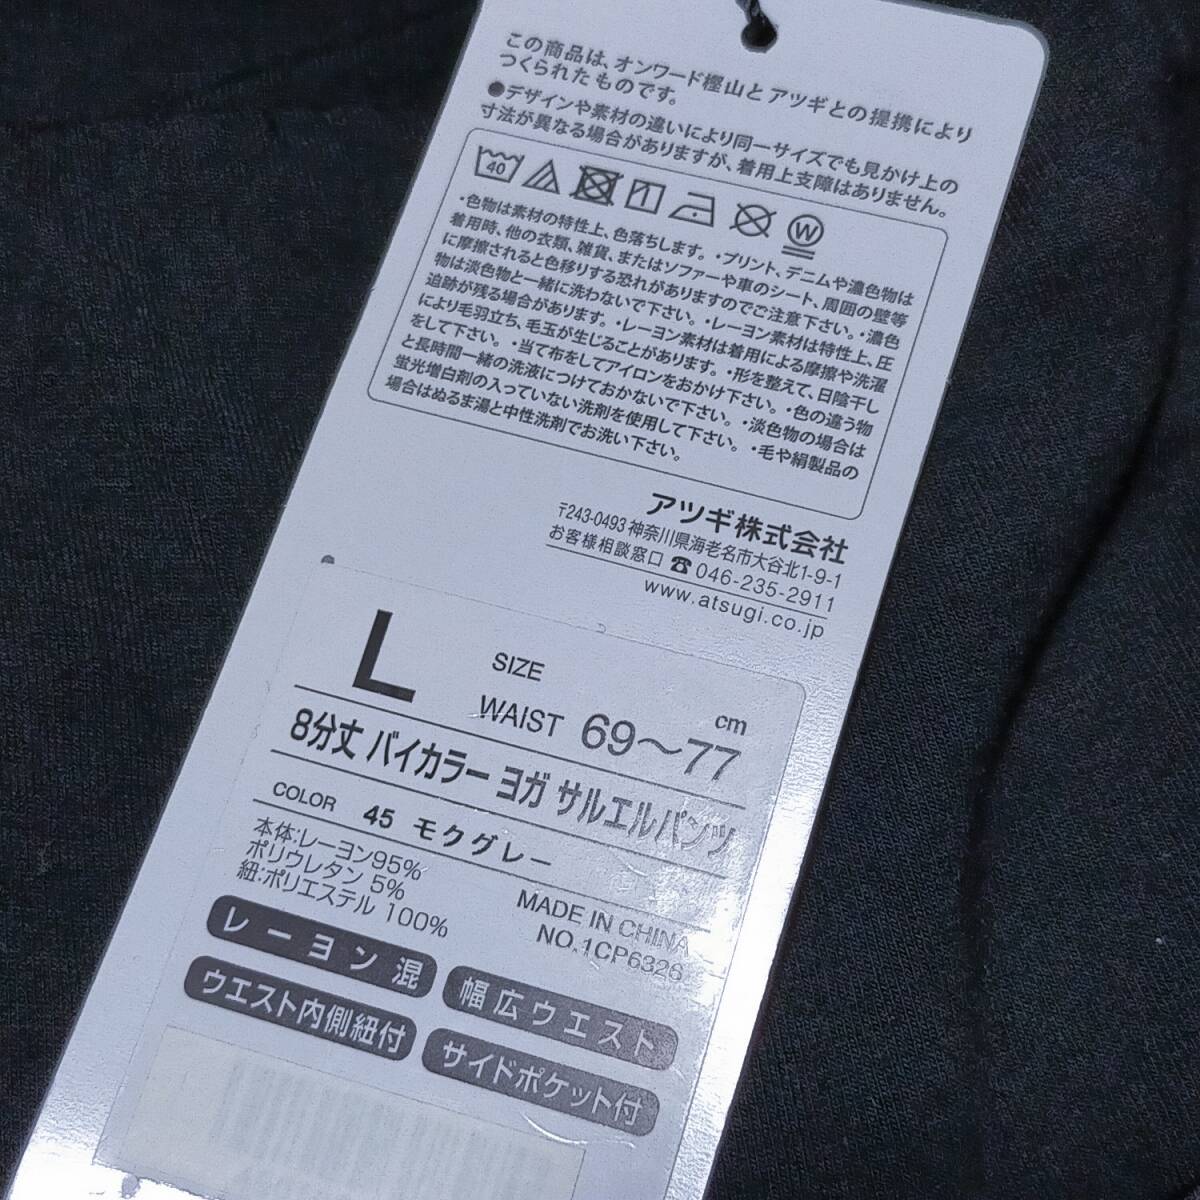 この商品は、オンワード樫山とアツギとの提携により
つくられたものです。
●デザインや素材の違いにより同一サイズでも見かけ上の
寸法が異なる場合がありますが、着用上支障はありません。
40
W
・色物は素材の特性上、色落ちします。・プリント、デニムや濃色物は
着用時、他の衣類、雑貨、またはソファーや車のシート、周囲の壁等
に摩擦されると色移りする恐れがありますのでご注意下さい。・濃色
物は淡色物と一緒に洗わないで下さい。・レーヨン素材は特性上、圧
迫跡が残る場合があります。・レーヨン素材は着用による摩擦や洗濯
により毛羽立ち、毛玉が生じることがあります。・形を整えて、日陰干し
をして下さい。・当て布をしてアイロンをおかけ下さい。・色の違う物
と長時間一緒の洗液につけておかないで下さい。・淡色物の場合は
蛍光増白剤の入っていない洗剤を使用して下さい。・毛や絹製品の
場合はぬるま湯と中性洗剤でお洗い下さい。
アツギ株式会社
〒243-0493 神奈川県海老名市大谷北1-9-1
お客様相談窓口 ☎ 046-235-2911
www.atsugi.co.jp
L SIZE
WAIST 69～77 cm
8分丈 バイカラー ヨガ サルエルパンツ
COLOR 45 モクグレー
本体:レーヨン95%
ポリウレタン 5%
紐:ポリエステル 100%
MADE IN CHINA
NO.1CP6326
レーヨン混
幅広ウエスト
ウエスト内側紐付
サイドポケット付